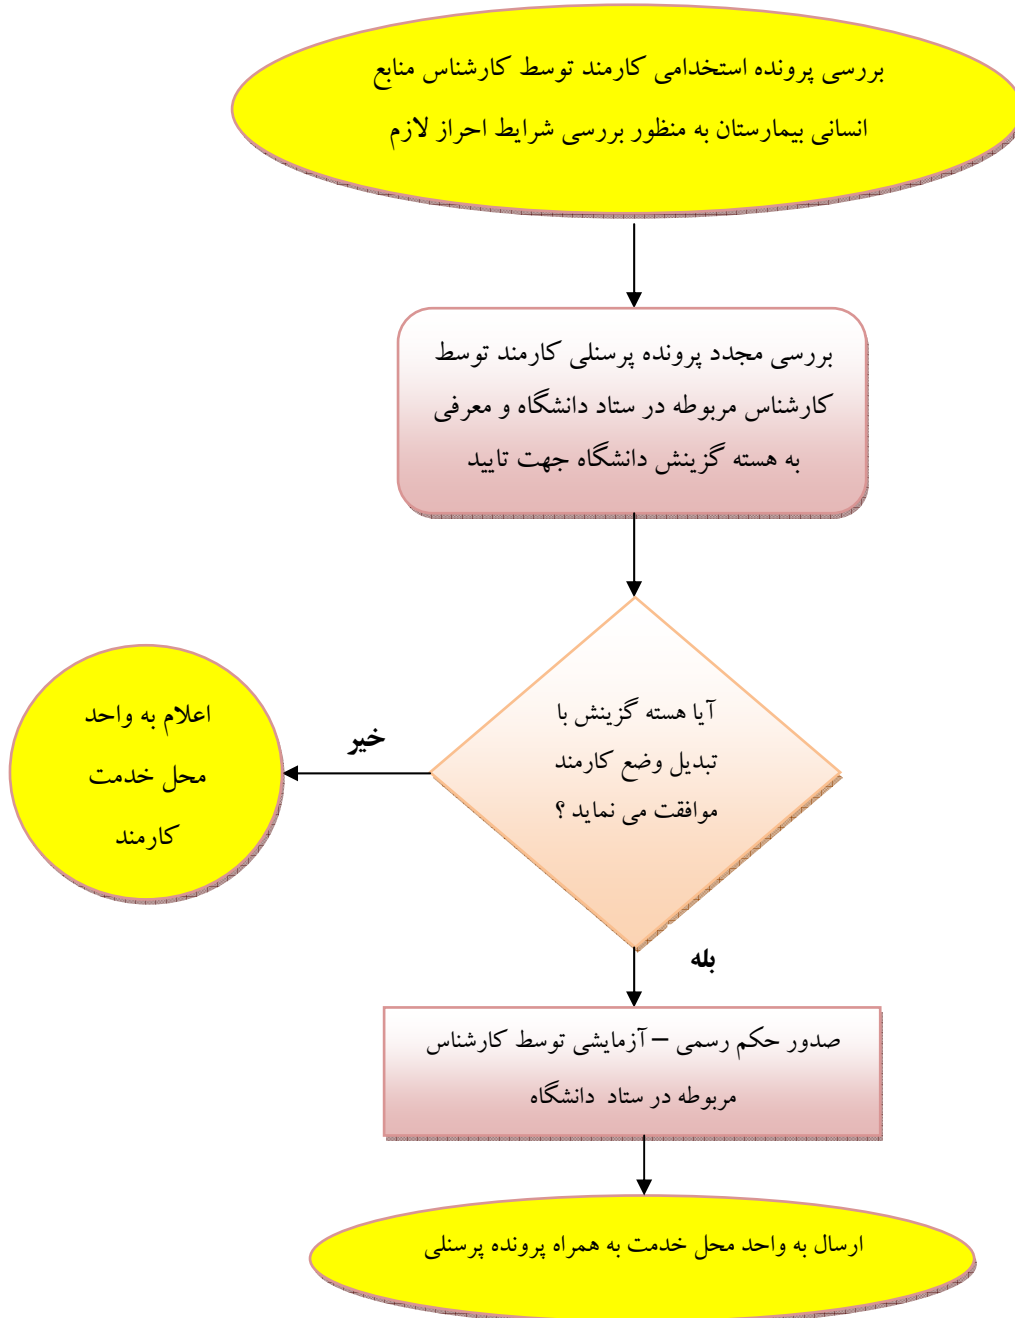 بررسی پرونده استخدامی کارمند توسط کارشناس منابع
انسانی بیمارستان به منظور بررسی شرایط احراز لازم
بررسی مجدد پرونده پرسنلی کارمند توسط
کارشناس مربوطه در ستاد دانشگاه و معرفی
به هسته گزینش دانشگاه جهت تایید
آیا هسته گزینش با
تبدیل وضع کارمند
موافقت می نماید ؟
خیر
اعلام به واحد
محل خدمت
کارمند
بله
صدور حکم رسمی – آزمایشی توسط کارشناس
مربوطه در ستاد دانشگاه
ارسال به واحد محل خدمت به همراه پرونده پرسنلی